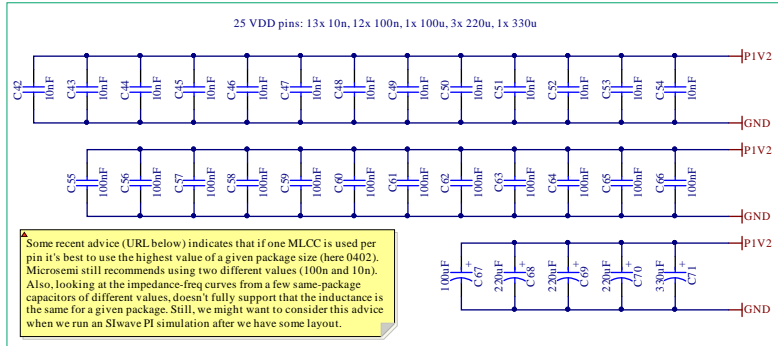 25 VDD pins: 13x 10n, 12x 100n, 1x 100u, 3x 220u, 1x 330u
P1V2
C42 10nF C43 10nF C44 10nF C45 10nF C46 10nF C47 10nF C48 10nF C49 10nF C50 10nF C51 10nF C52 10nF C53 10nF C54 10nF
GND
P1V2
C55 100nF C56 100nF C57 100nF C58 100nF C59 100nF C60 100nF C61 100nF C62 100nF C63 100nF C64 100nF C65 100nF C66 100nF
GND
Some recent advice (URL below) indicates that if one MLCC is used per
pin it's best to use the highest value of a given package size (here 0402).
Microsemi still recommends using two different values (100n and 10n).
Also, looking at the impedance-freq curves from a few same-package
capacitors of different values, doesn't fully support that the inductance is
the same for a given package. Still, we might want to consider this advice
when we run an SIwave PI simulation after we have some layout.
P1V2
100uF + C67 220uF + C68 220uF + C69 220uF + C70 330uF + C71
GND